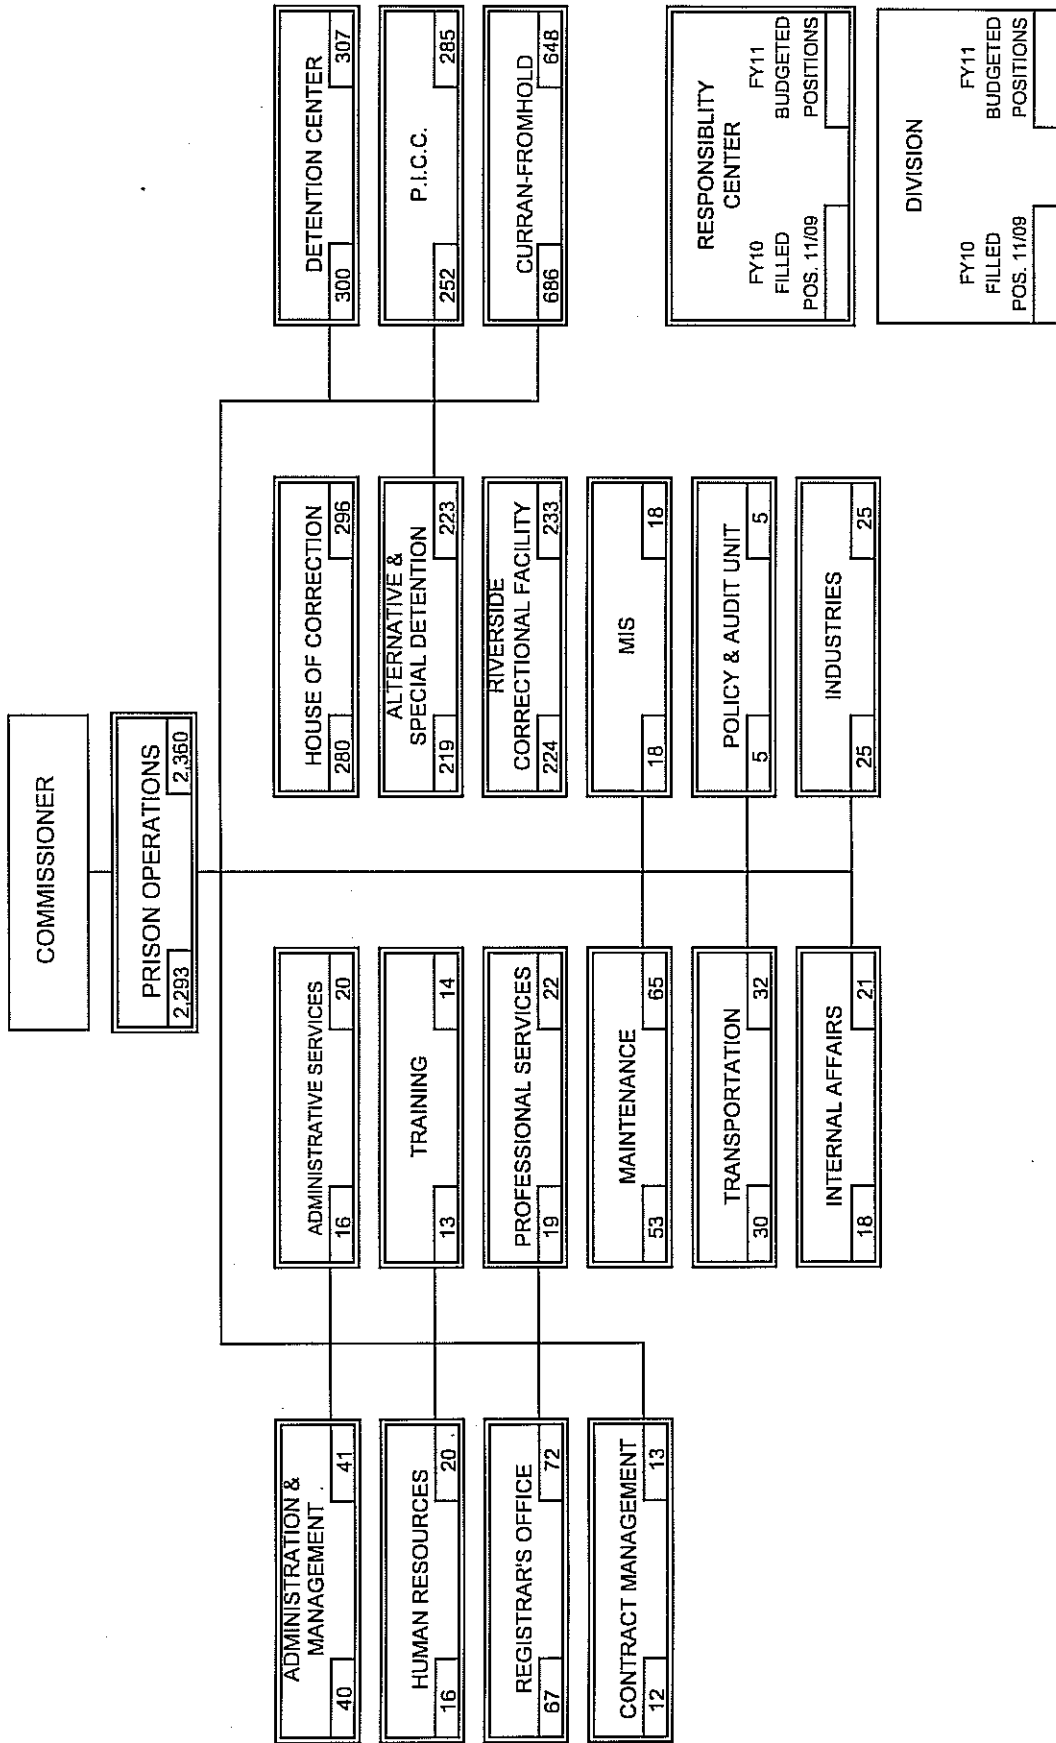 COMMISSIONER
PRISON OPERATIONS
2,293 2,360
ADMINISTRATION &
MANAGEMENT
40 41
HUMAN RESOURCES
16 20
REGISTRAR'S OFFICE
67 72
CONTRACT MANAGEMENT
12 13
ADMINISTRATIVE SERVICES
16 20
TRAINING
13 14
PROFESSIONAL SERVICES
19 22
MAINTENANCE
53 65
TRANSPORTATION
30 32
INTERNAL AFFAIRS
18 21
HOUSE OF CORRECTION
280 296
ALTERNATIVE &
SPECIAL DETENTION
219 223
RIVERSIDE
CORRECTIONAL FACILITY
224 233
MIS
18 18
POLICY & AUDIT UNIT
5 5
INDUSTRIES
25 25
DETENTION CENTER
300 307
P.I.C.C.
252 285
CURRAN-FROMHOLD
686 648
RESPONSIBLITY
CENTER
FY10 FY11
FILLED BUDGETED
POS. 11/09 POSITIONS
DIVISION
FY10 FY11
FILLED BUDGETED
POS. 11/09 POSITIONS